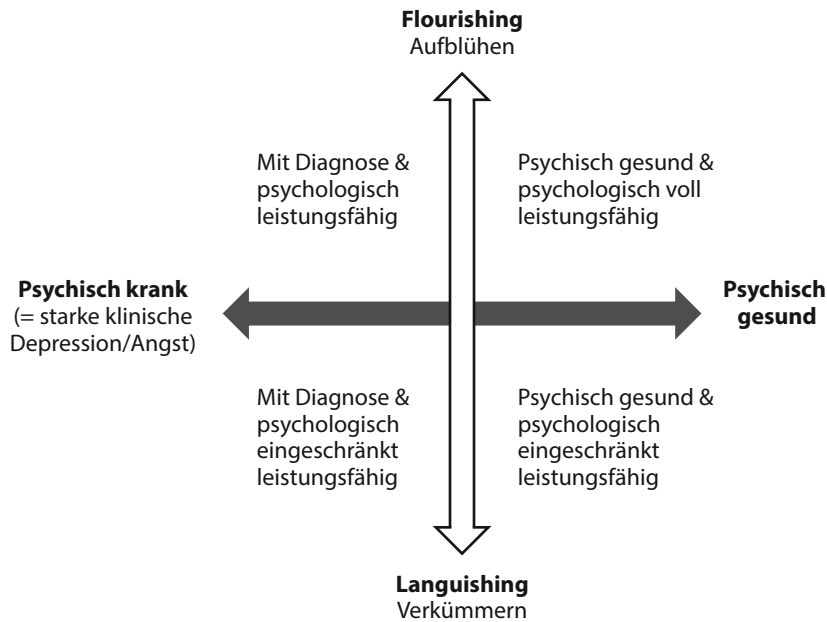 Flourishing
Aufblühen
Mit Diagnose &
psychologisch
leistungsfähig
Psychisch gesund &
psychologisch voll
leistungsfähig
Psychisch krank
(= starke klinische
Depression/Angst)
Psychisch
gesund
Mit Diagnose &
psychologisch
eingeschränkt
leistungsfähig
Psychisch gesund &
psychologisch
eingeschränkt
leistungsfähig
Languishing
Verkümmern